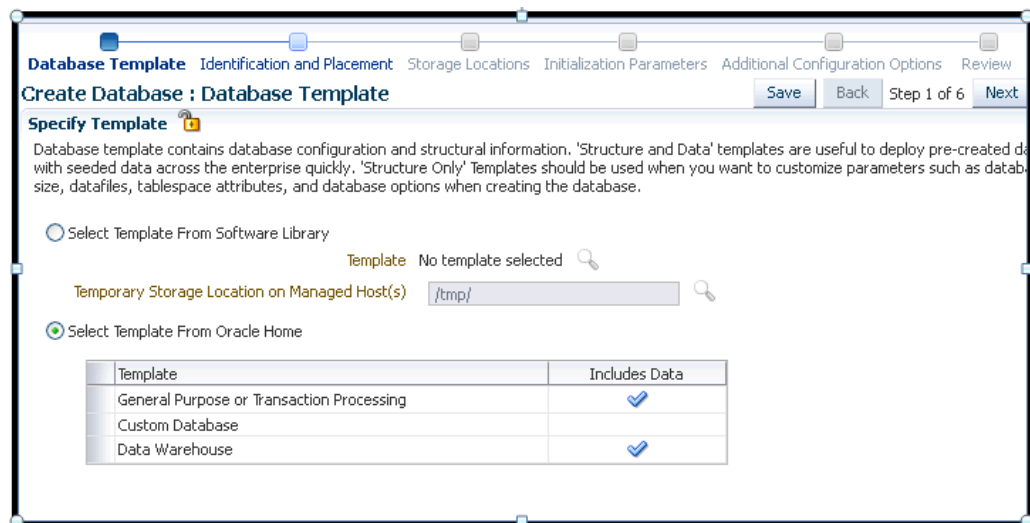 Database Template Identification and Placement Storage Locations Initialization Parameters Additional Configuration Options Review
Create Database : Database Template Save Back Step 1 of 6 Next
Specify Template
Database template contains database configuration and structural information. 'Structure and Data' templates are useful to deploy pre-created da
with seeded data across the enterprise quickly. 'Structure Only' Templates should be used when you want to customize parameters such as datab
size, datafiles, tablespace attributes, and database options when creating the database.
Select Template From Software Library
Template No template selected
Temporary Storage Location on Managed Host(s) /tmp/
Select Template From Oracle Home
Template Includes Data
General Purpose or Transaction Processing
Custom Database
Data Warehouse